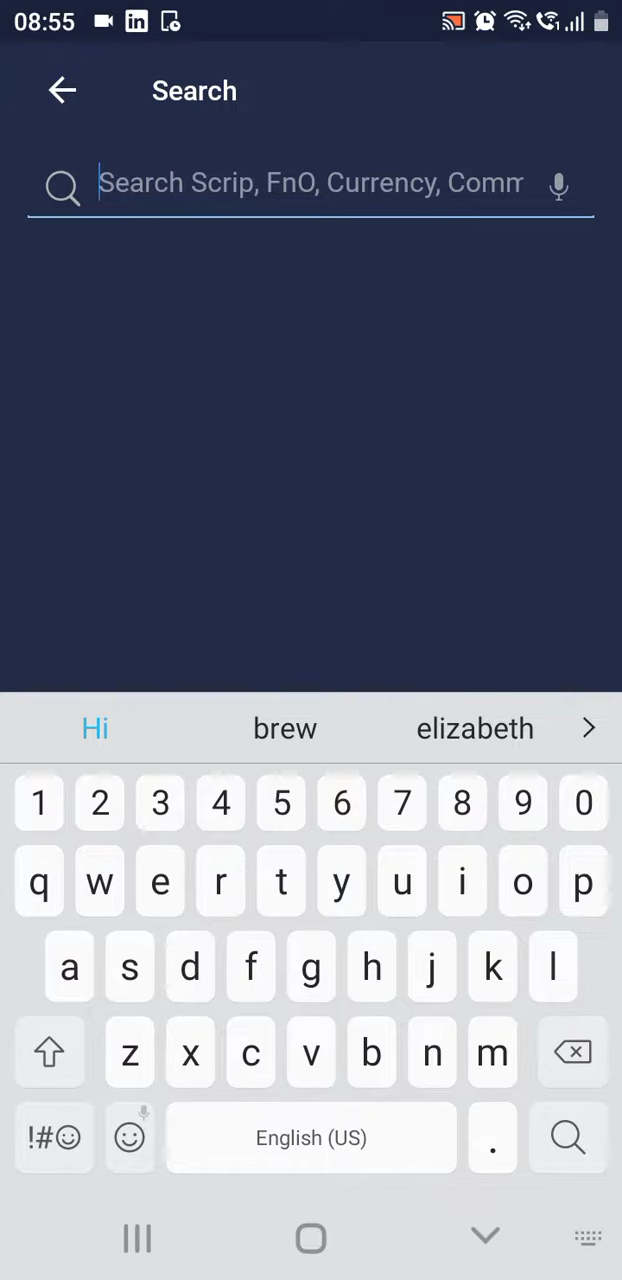 08:55
Search
Search Scrip, FnO, Currency, Comm
Hi brew elizabeth
1 2 3 4 5 6 7 8 9 0
q w e r t y u i o p
a s d f g h j k l
z x c v b n m
!#☺ English (US) .